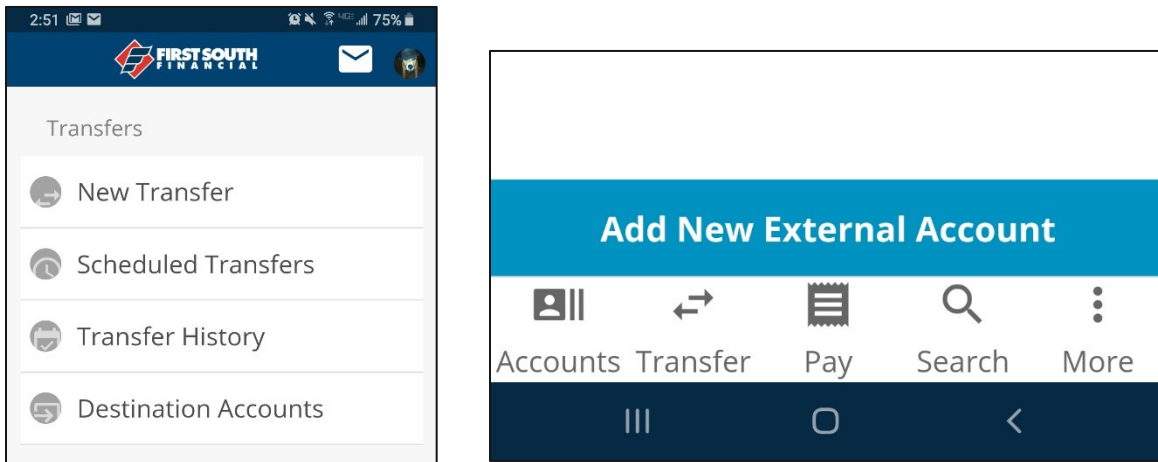 2:51 4GE 75%
FIRST SOUTH
FINANCIAL
Transfers
New Transfer
Scheduled Transfers
Transfer History
Destination Accounts
Add New External Account
Accounts Transfer Pay Search More